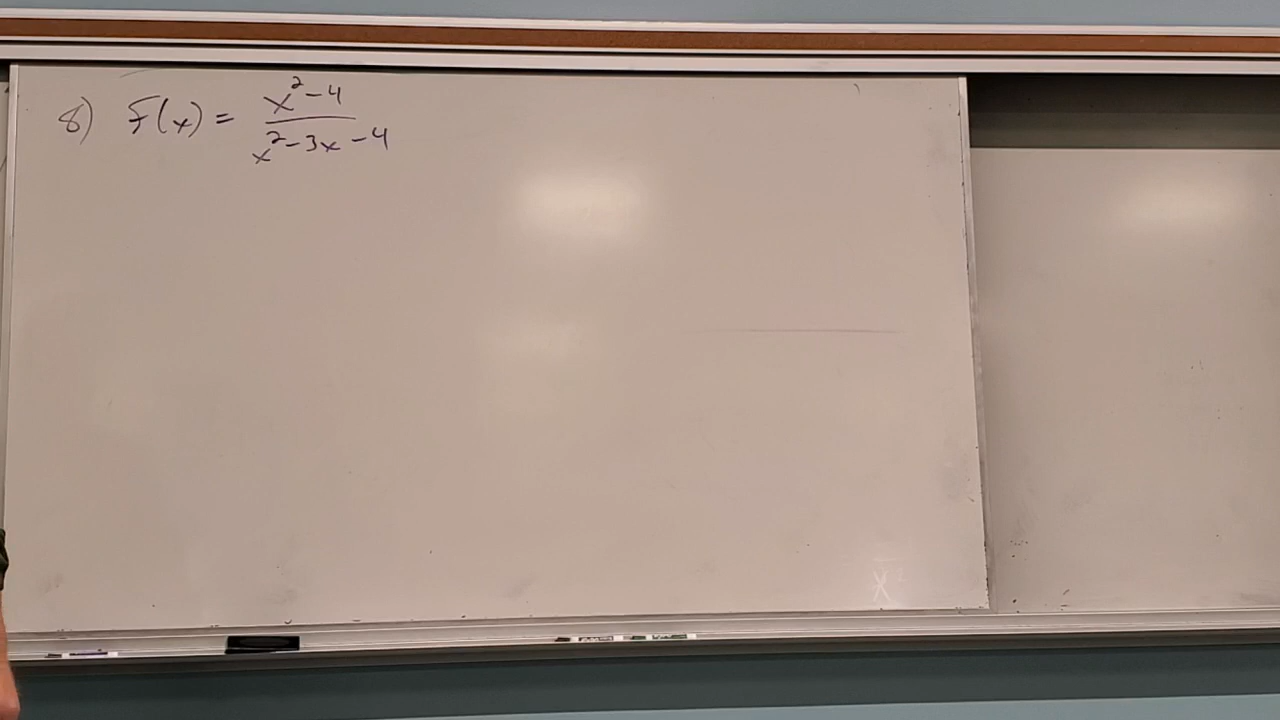 8) f(x) = x²-4 / x²-3x-4
x